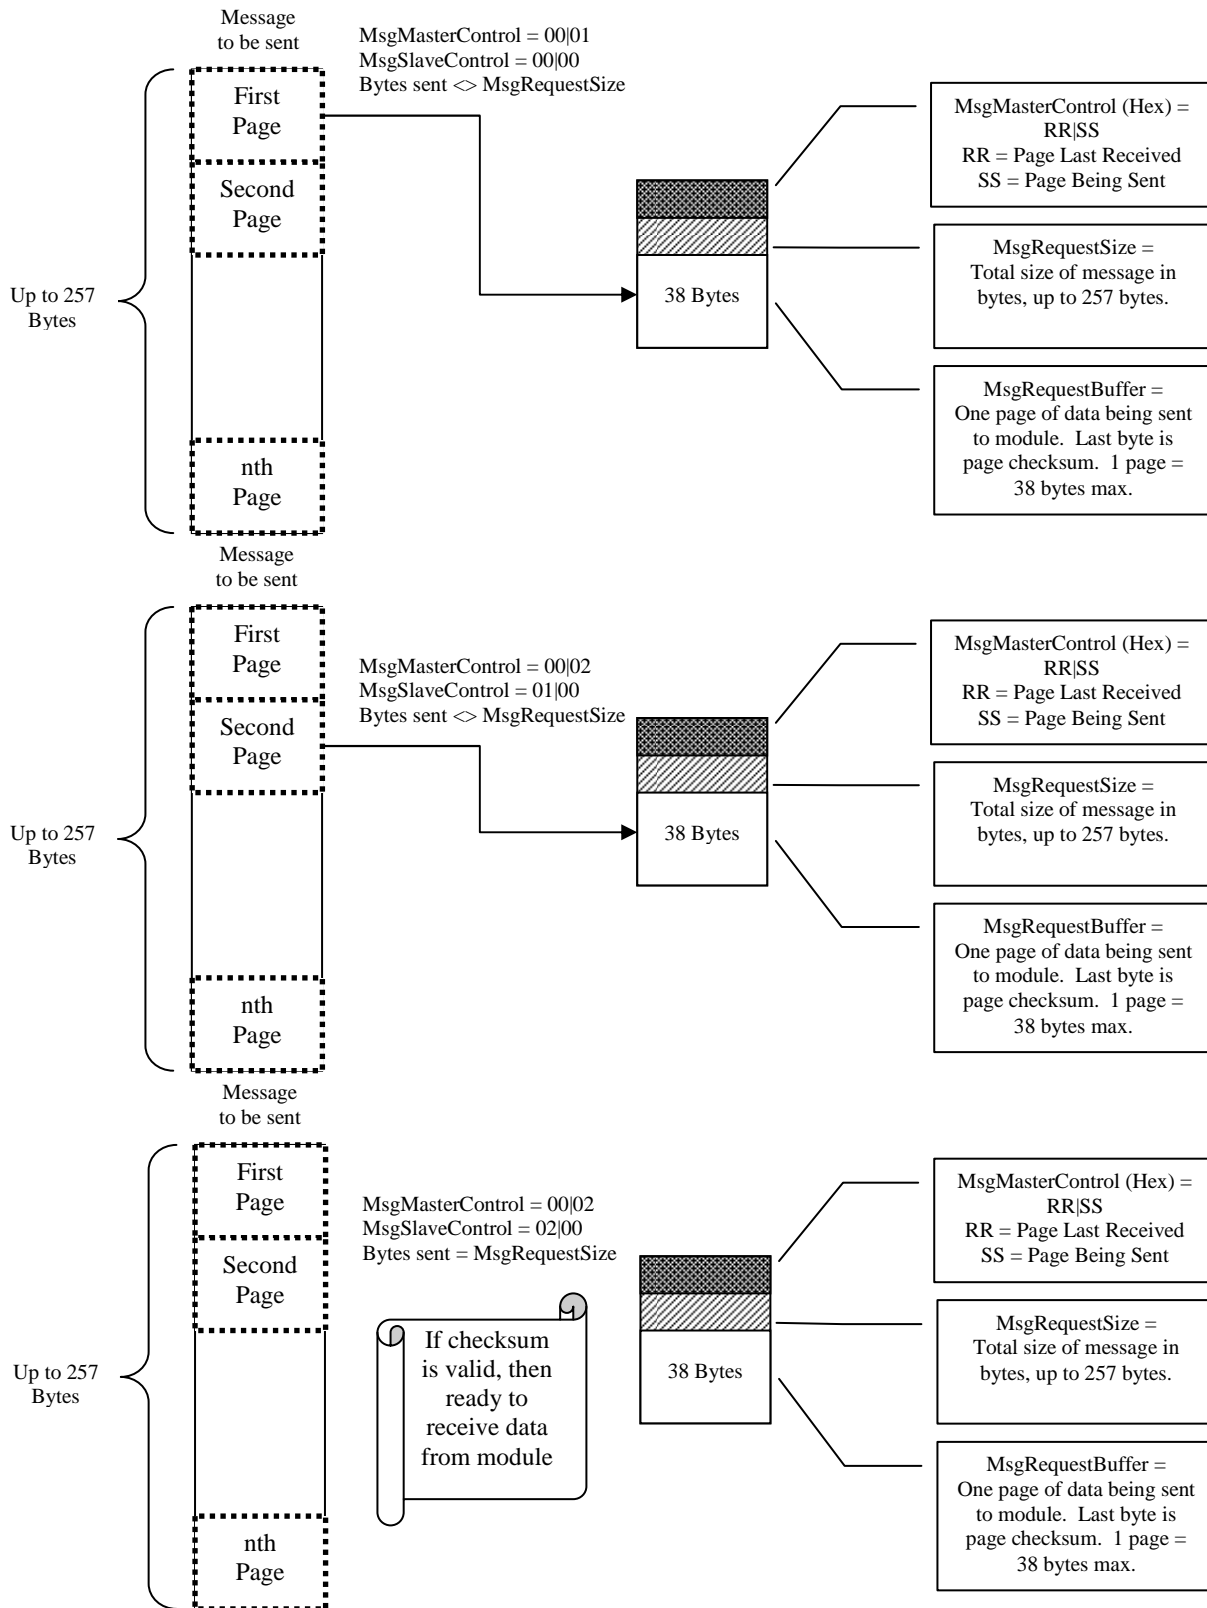 Message
to be sent
MsgMasterControl = 00|01
MsgSlaveControl = 00|00
Bytes sent <> MsgRequestSize
First
Page
Second
Page
nth
Page
Up to 257
Bytes
38 Bytes
MsgMasterControl (Hex) =
RR|SS
RR = Page Last Received
SS = Page Being Sent
MsgRequestSize =
Total size of message in
bytes, up to 257 bytes.
MsgRequestBuffer =
One page of data being sent
to module.  Last byte is
page checksum.  1 page =
38 bytes max.
Message
to be sent
MsgMasterControl = 00|02
MsgSlaveControl = 01|00
Bytes sent <> MsgRequestSize
First
Page
Second
Page
nth
Page
Up to 257
Bytes
38 Bytes
MsgMasterControl (Hex) =
RR|SS
RR = Page Last Received
SS = Page Being Sent
MsgRequestSize =
Total size of message in
bytes, up to 257 bytes.
MsgRequestBuffer =
One page of data being sent
to module.  Last byte is
page checksum.  1 page =
38 bytes max.
Message
to be sent
MsgMasterControl = 00|02
MsgSlaveControl = 02|00
Bytes sent = MsgRequestSize
First
Page
Second
Page
nth
Page
Up to 257
Bytes
If checksum
is valid, then
ready to
receive data
from module
38 Bytes
MsgMasterControl (Hex) =
RR|SS
RR = Page Last Received
SS = Page Being Sent
MsgRequestSize =
Total size of message in
bytes, up to 257 bytes.
MsgRequestBuffer =
One page of data being sent
to module.  Last byte is
page checksum.  1 page =
38 bytes max.